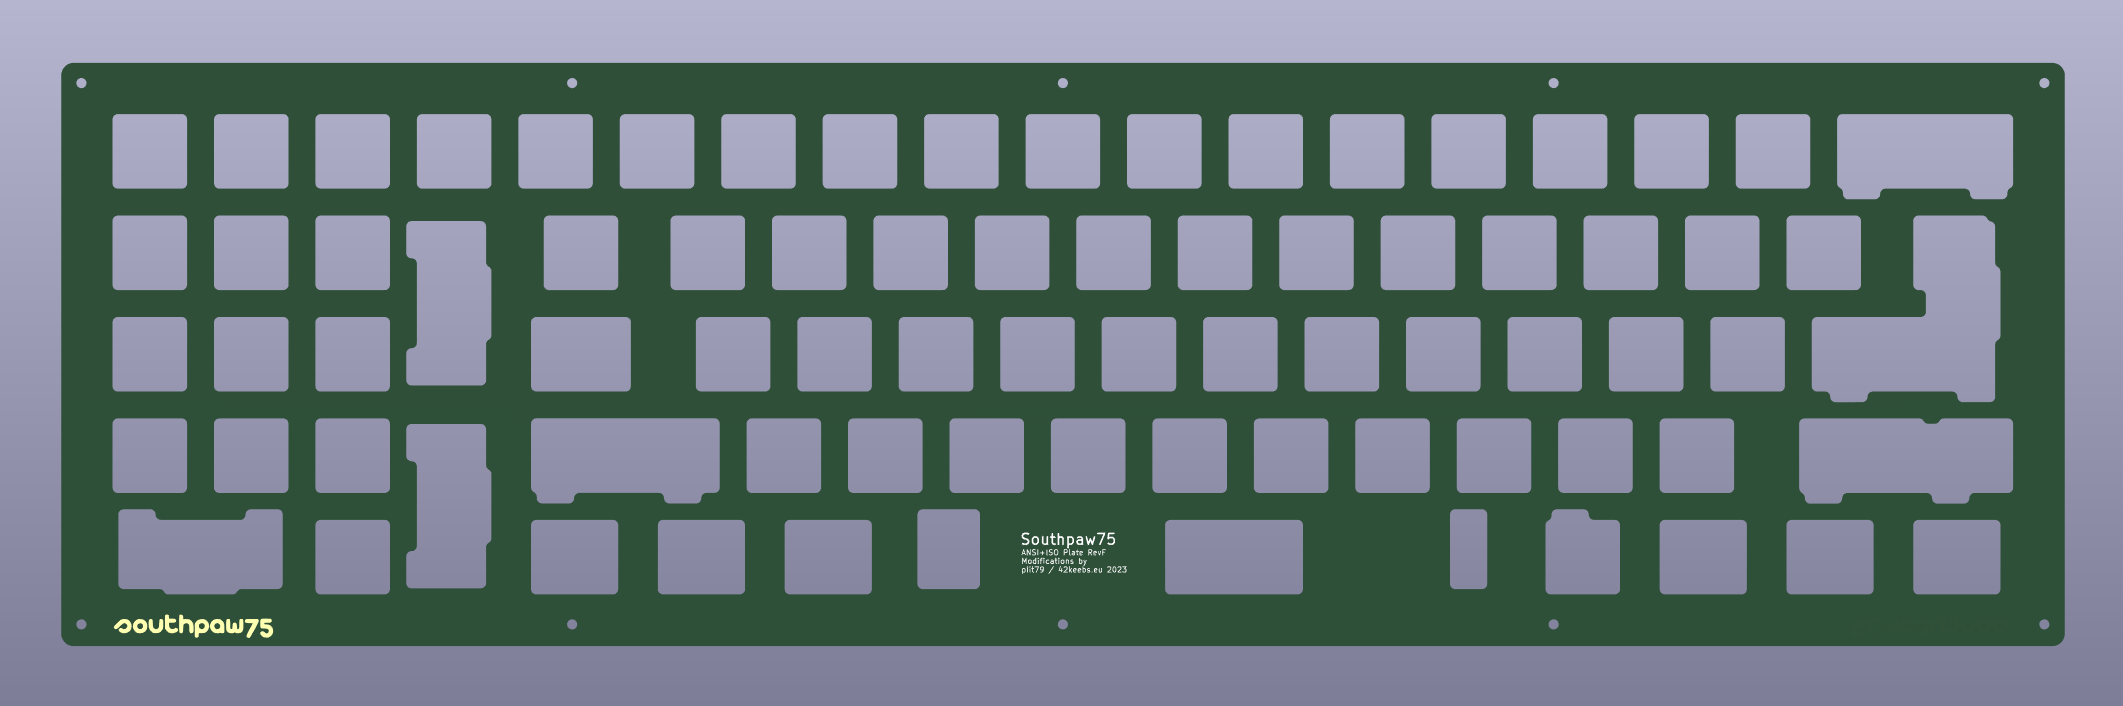 Southpaw75
ANSI+ISO Plate RevF
Modifications by
plit79 / 42keebs.eu 2023
southpaw75